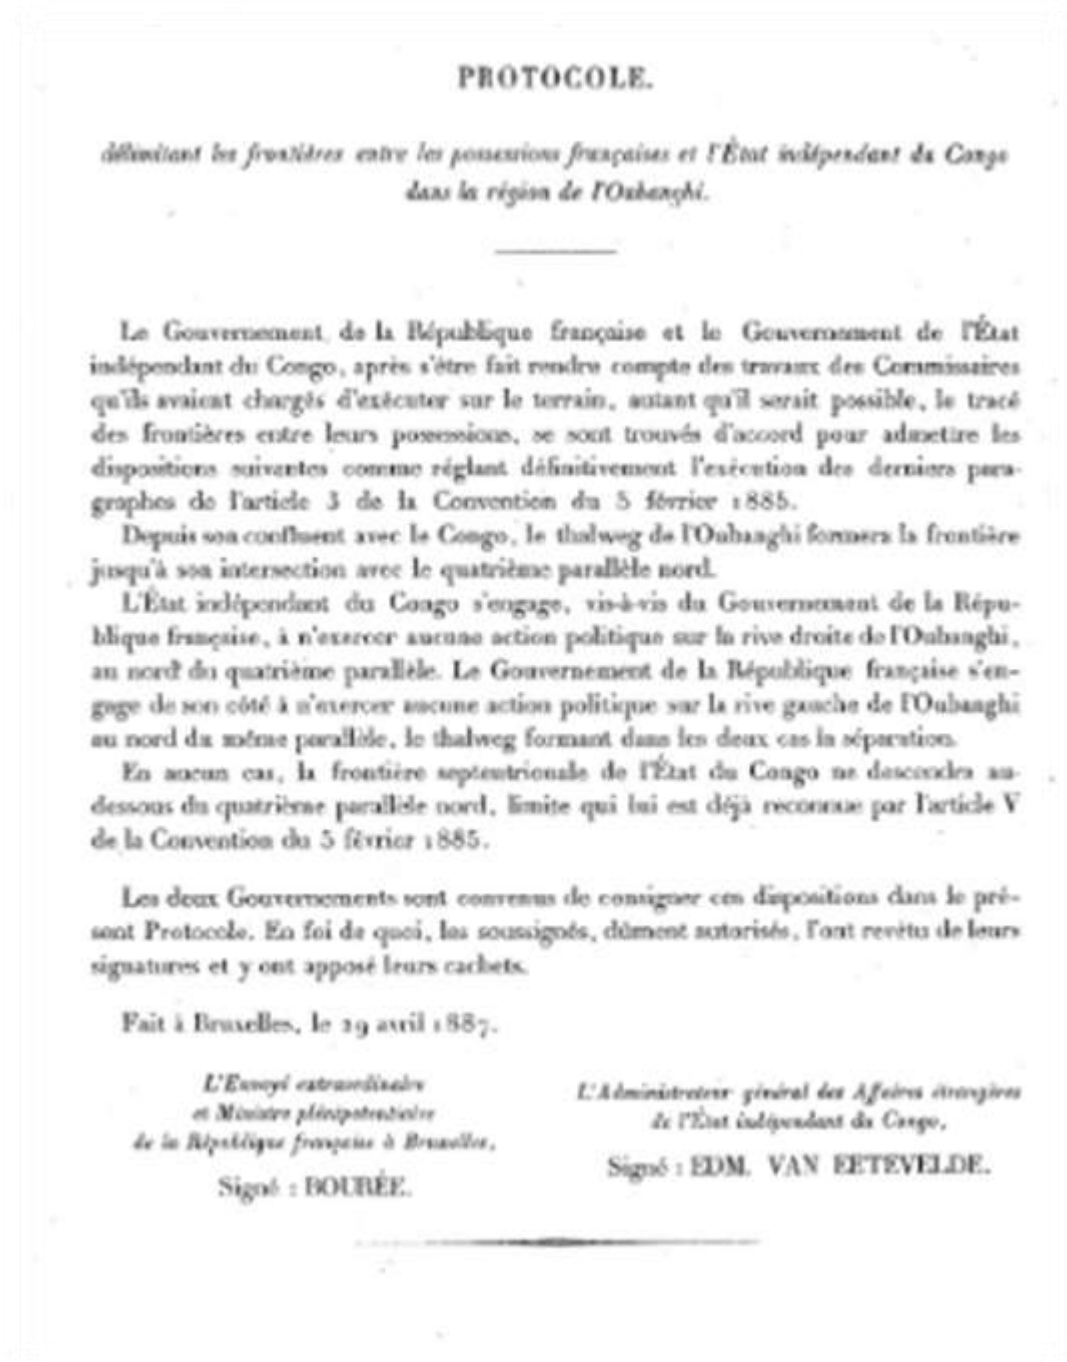 PROTOCOLE.
délimitant les frontières entre les possessions françaises et l'État indépendant du Congo
dans la région de l'Oubanghi.
Le Gouvernement de la République française et le Gouvernement de l'État
indépendant du Congo, après s'être fait rendre compte des travaux des Commissaires
qu'ils avaient chargés d'exécuter sur le terrain, autant qu'il serait possible, le tracé
des frontières entre leurs possessions, se sont trouvés d'accord pour admettre les
dispositions suivantes comme réglant définitivement l'exécution des derniers para-
graphes de l'article 3 de la Convention du 5 février 1885.
Depuis son confluent avec le Congo, le thalweg de l'Oubanghi formera la frontière
jusqu'à son intersection avec le quatrième parallèle nord.
L'État indépendant du Congo s'engage, vis-à-vis du Gouvernement de la Répu-
blique française, à n'exercer aucune action politique sur la rive droite de l'Oubanghi,
au nord du quatrième parallèle. Le Gouvernement de la République française s'en-
gage de son côté à n'exercer aucune action politique sur la rive gauche de l'Oubanghi
au nord du même parallèle, le thalweg formant dans les deux cas la séparation.
En aucun cas, la frontière septentrionale de l'État du Congo ne descendra au-
dessous du quatrième parallèle nord, limite qui lui est déjà reconnue par l'article V
de la Convention du 5 février 1885.
Les deux Gouvernements sont convenus de consigner ces dispositions dans le pré-
sent Protocole. En foi de quoi, les soussignés, dûment autorisés, l'ont revêtu de leurs
signatures et y ont apposé leurs cachets.
Fait à Bruxelles, le 29 avril 1887.
L'Envoyé extraordinaire
et Ministre plénipotentiaire
de la République française à Bruxelles,
Signé : BOURÉE.
L'Administrateur général des Affaires étrangères
de l'État indépendant du Congo,
Signé : EDM. VAN EETEVELDE.